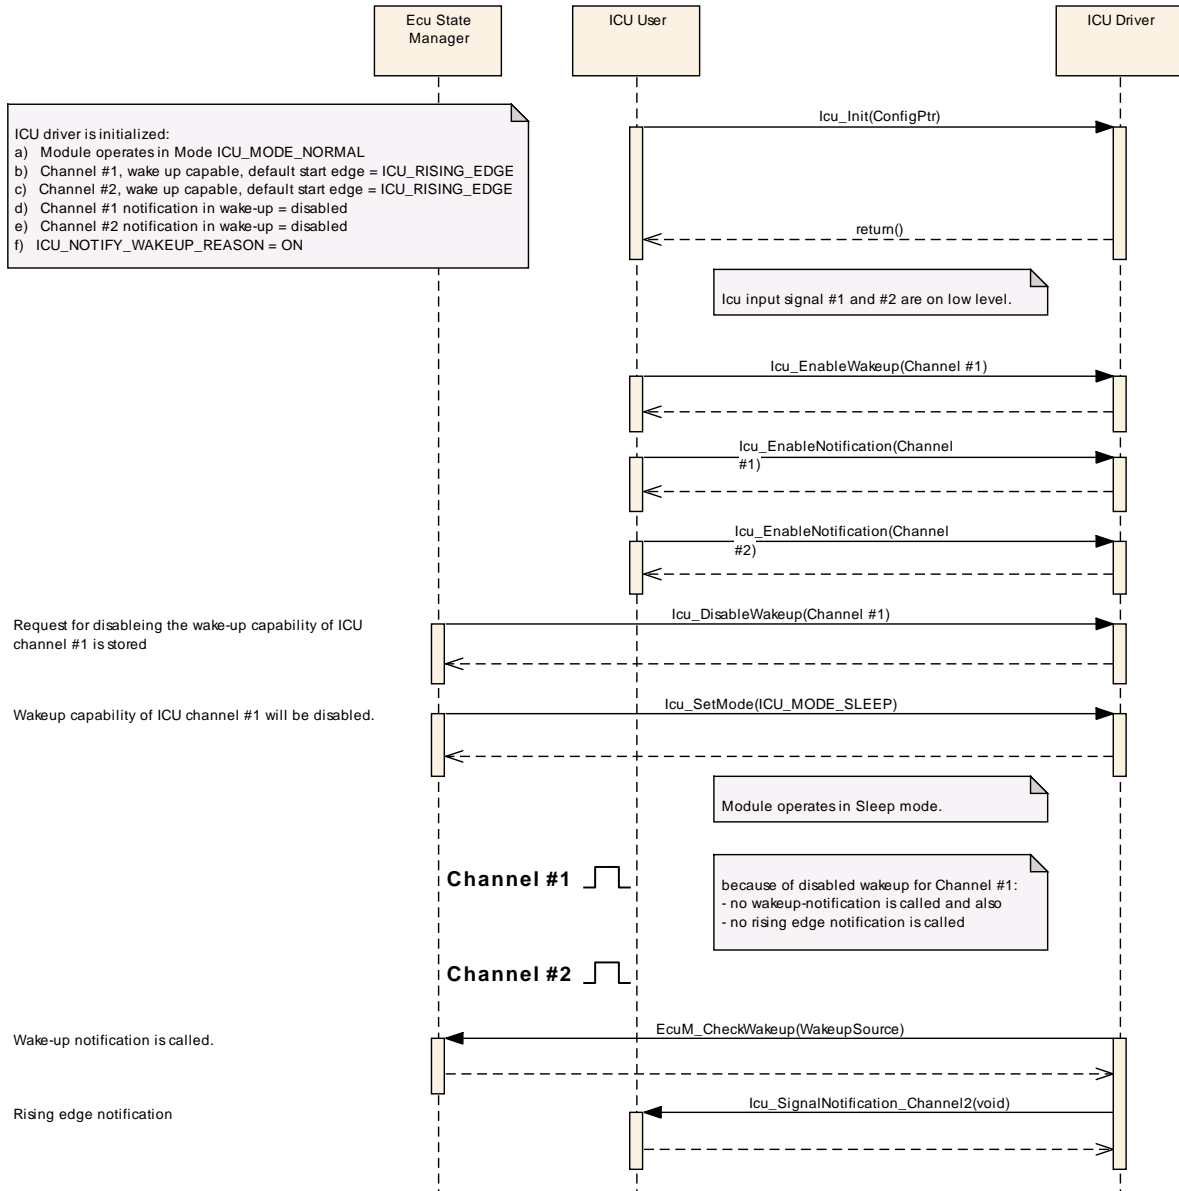 Ecu State
Manager
ICU User
ICU Driver
ICU driver is initialized:
a) Module operates in Mode ICU_MODE_NORMAL
b) Channel #1, wake up capable, default start edge = ICU_RISING_EDGE
c) Channel #2, wake up capable, default start edge = ICU_RISING_EDGE
d) Channel #1 notification in wake-up = disabled
e) Channel #2 notification in wake-up = disabled
f) ICU_NOTIFY_WAKEUP_REASON = ON
Icu_Init(ConfigPtr)
return()
Icu input signal #1 and #2 are on low level.
Icu_EnableWakeup(Channel #1)
Icu_EnableNotification(Channel
#1)
Icu_EnableNotification(Channel
#2)
Icu_DisableWakeup(Channel #1)
Request for disableing the wake-up capability of ICU
channel #1 is stored
Icu_SetMode(ICU_MODE_SLEEP)
Wakeup capability of ICU channel #1 will be disabled.
Module operates in Sleep mode.
Channel #1
because of disabled wakeup for Channel #1:
- no wakeup-notification is called and also
- no rising edge notification is called
Channel #2
EcuM_CheckWakeup(WakeupSource)
Wake-up notification is called.
Icu_SignalNotification_Channel2(void)
Rising edge notification